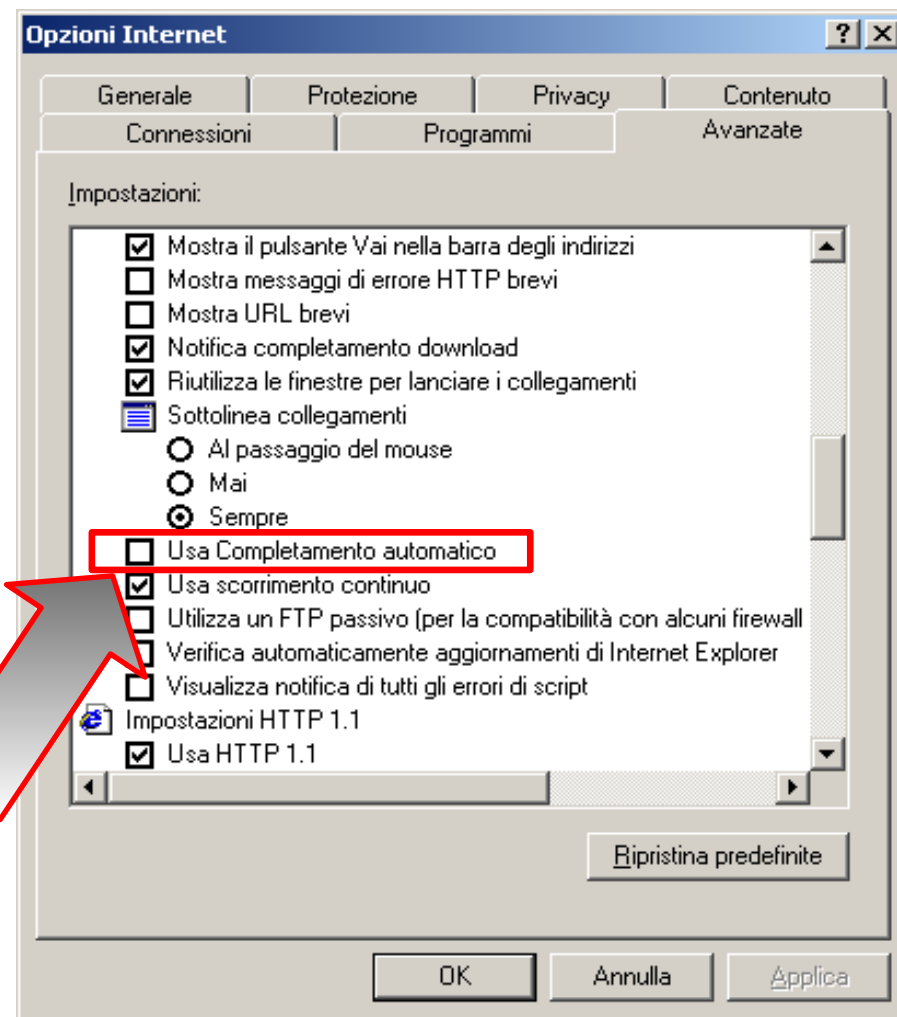 Opzioni Internet
Generale Protezione Privacy Contenuto
Connessioni Programmi Avanzate
Impostazioni:
Mostra il pulsante Vai nella barra degli indirizzi
Mostra messaggi di errore HTTP brevi
Mostra URL brevi
Notifica completamento download
Riutilizza le finestre per lanciare i collegamenti
Sottolinea collegamenti
Al passaggio del mouse
Mai
Sempre
Usa Completamento automatico
Usa scorrimento continuo
Utilizza un FTP passivo (per la compatibilità con alcuni firewall
Verifica automaticamente aggiornamenti di Internet Explorer
Visualizza notifica di tutti gli errori di script
Impostazioni HTTP 1.1
Usa HTTP 1.1
Ripristina predefinite
OK Annulla Applica